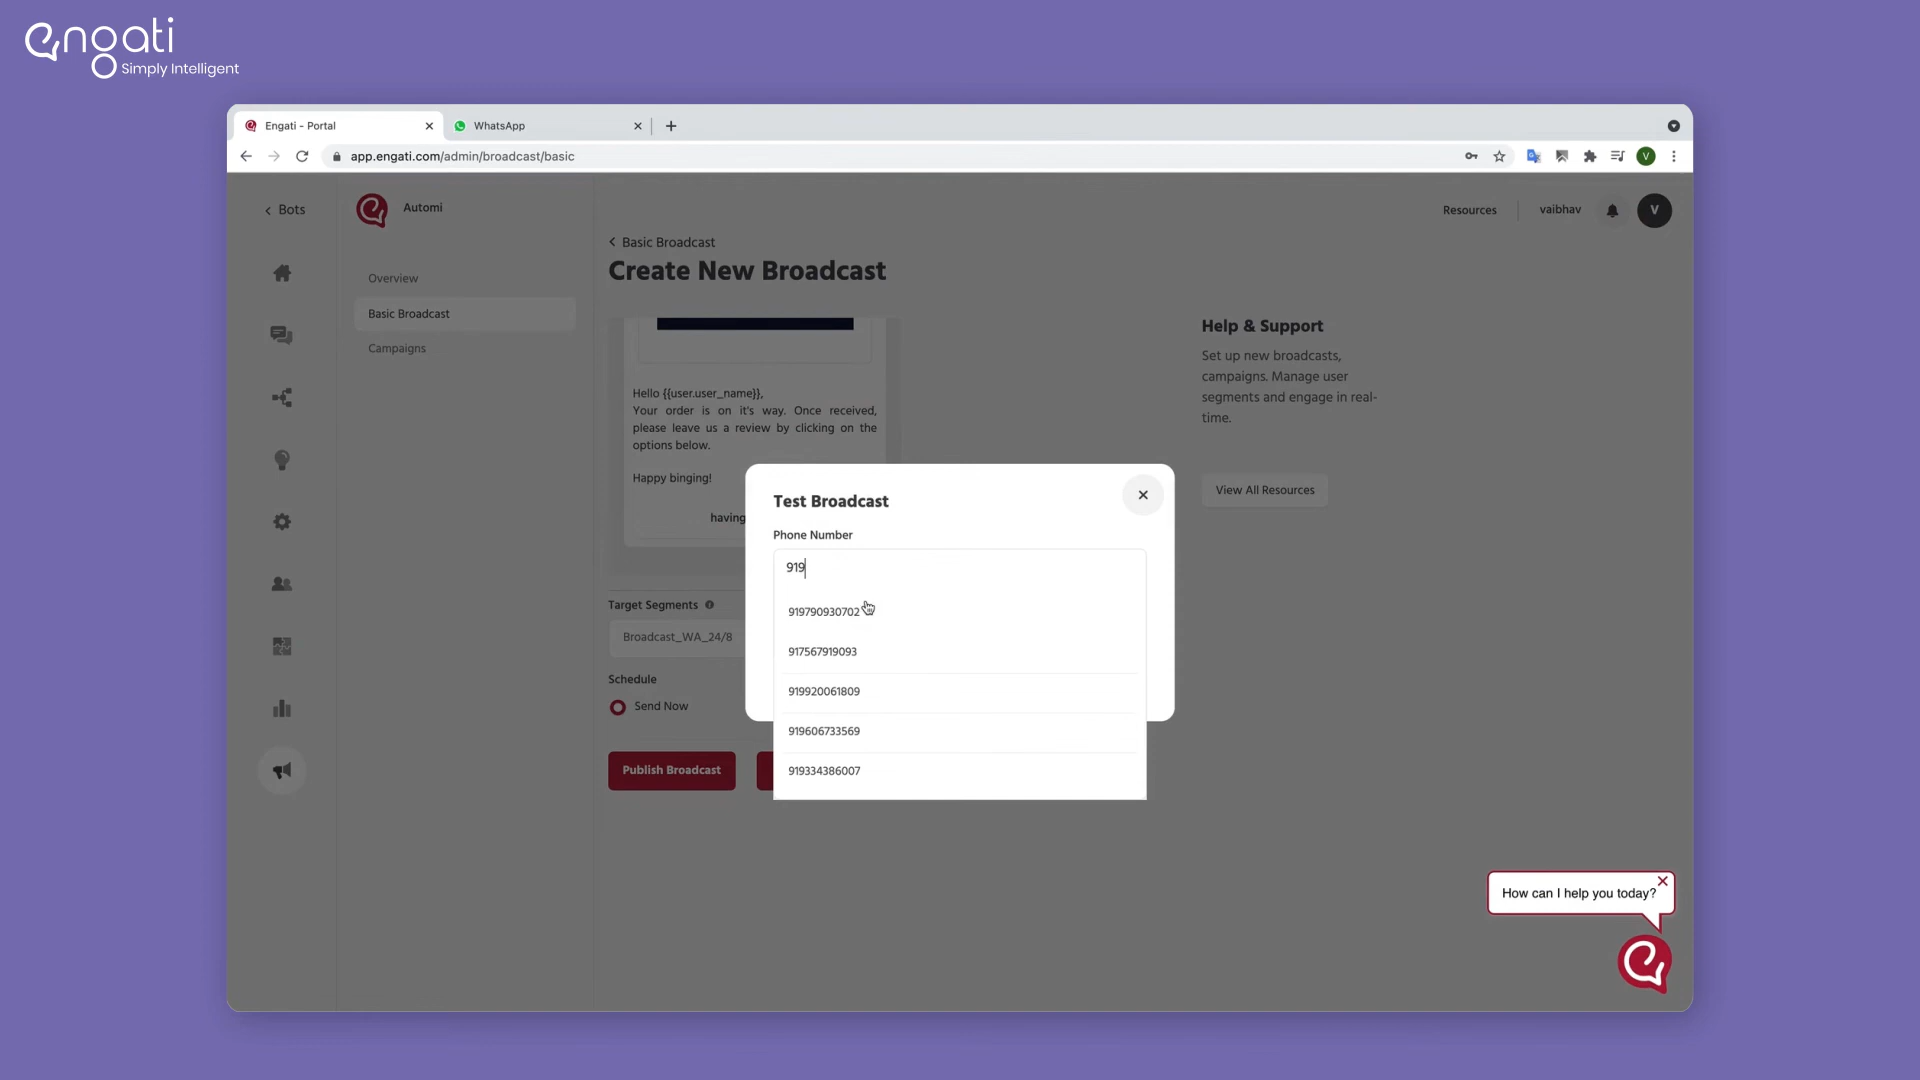 engati
Simply Intelligent
Engati - Portal
WhatsApp
app.engati.com/admin/broadcast/basic
V
Bots
Automi
Resources
vaibhav
V
Overview
Basic Broadcast
Campaigns
Basic Broadcast
Create New Broadcast
Hello {{user.user_name}},
Your order is on it's way. Once received,
please leave us a review by clicking on the
options below.
Happy binging!
having
Target Segments
Broadcast_WA_24/8
Schedule
Send Now
Publish Broadcast
Test Broadcast
Phone Number
919
919790930702
917567919093
919920061809
919606733569
919334386007
Help & Support
Set up new broadcasts,
campaigns. Manage user
segments and engage in real-
time.
View All Resources
How can I help you today?